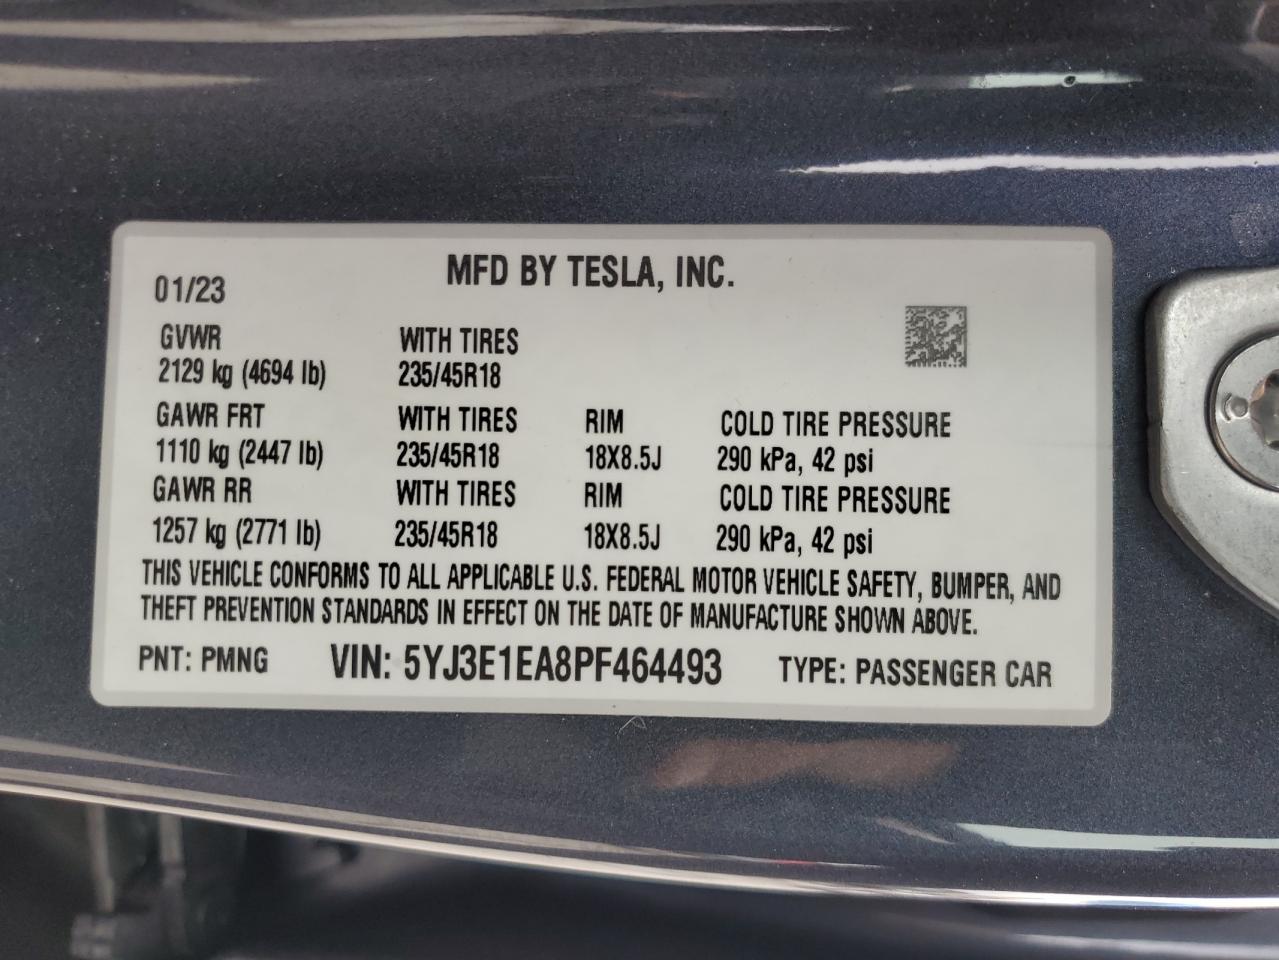 MFD BY TESLA, INC.
01/23
GVWR WITH TIRES
2129 kg (4694 lb) 235/45R18
GAWR FRT WITH TIRES RIM COLD TIRE PRESSURE
1110 kg (2447 lb) 235/45R18 18X8.5J 290 kPa, 42 psi
GAWR RR WITH TIRES RIM COLD TIRE PRESSURE
1257 kg (2771 lb) 235/45R18 18X8.5J 290 kPa, 42 psi
THIS VEHICLE CONFORMS TO ALL APPLICABLE U.S. FEDERAL MOTOR VEHICLE SAFETY, BUMPER, AND
THEFT PREVENTION STANDARDS IN EFFECT ON THE DATE OF MANUFACTURE SHOWN ABOVE.
PNT: PMNG VIN: 5YJ3E1EA8PF464493 TYPE: PASSENGER CAR